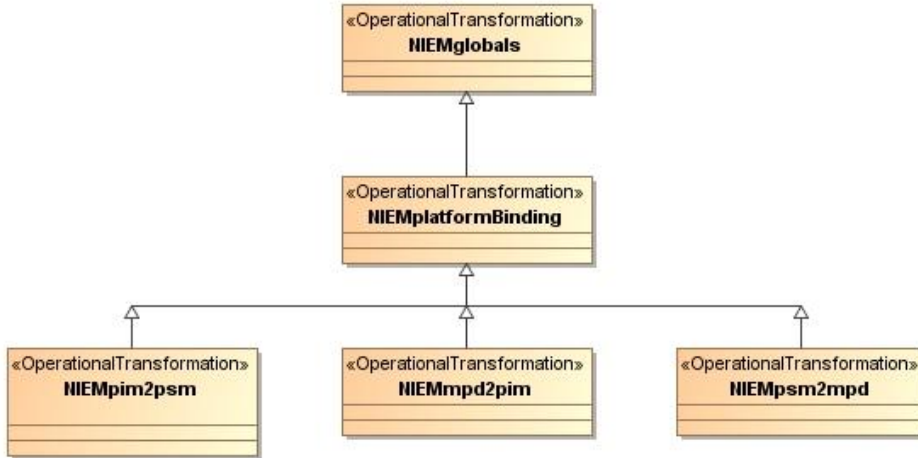 «OperationalTransformation»
NIEMglobals
«OperationalTransformation»
NIEMplatformBinding
«OperationalTransformation»
NIEMpim2psm
«OperationalTransformation»
NIEMmpd2pim
«OperationalTransformation»
NIEMpsm2mpd